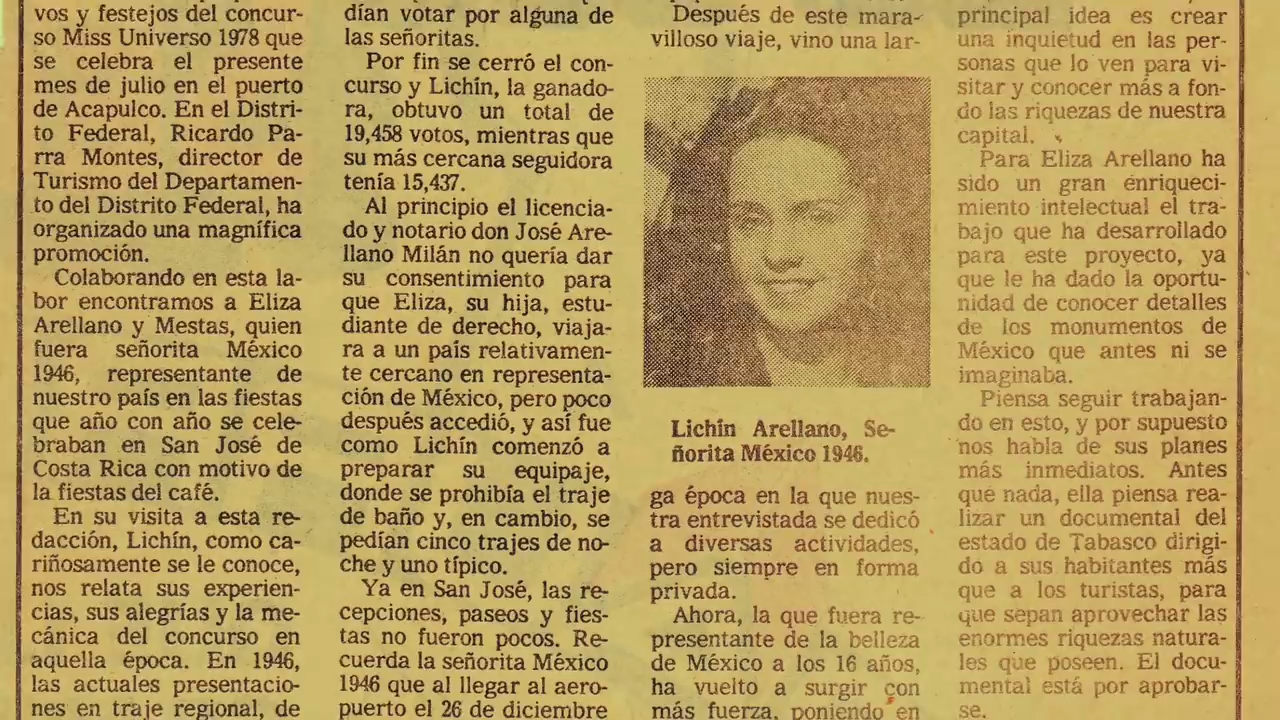 vos y festejos del concur-
so Miss Universo 1978 que
se celebra el presente
mes de julio en el puerto
de Acapulco. En el Distri-
to Federal, Ricardo Pa-
rra Montes, director de
Turismo del Departamen-
to del Distrito Federal, ha
organizado una magnífica
promoción.
Colaborando en esta la-
bor encontramos a Eliza
Arellano y Mestas, quien
fuera señorita México
1946, representante de
nuestro país en las fiestas
que año con año se cele-
braban en San José de
Costa Rica con motivo de
la fiestas del café.
En su visita a esta re-
dacción, Lichín, como ca-
riñosamente se le conoce,
nos relata sus experien-
cias, sus alegrías y la me-
cánica del concurso en
aquella época. En 1946,
las actuales presentacio-
nes en traje regional, de
dían votar por alguna de
las señoritas.
Por fin se cerró el con-
curso y Lichín, la ganado-
ra, obtuvo un total de
19,458 votos, mientras que
su más cercana seguidora
tenía 15,437.
Al principio el licencia-
do y notario don José Are-
llano Milán no quería dar
su consentimiento para
que Eliza, su hija, estu-
diante de derecho, viaja-
ra a un país relativamen-
te cercano en representa-
ción de México, pero poco
después accedió, y así fue
como Lichín comenzó a
preparar su equipaje,
donde se prohibía el traje
de baño y, en cambio, se
pedían cinco trajes de no-
che y uno típico.
Ya en San José, las re-
cepciones, paseos y fies-
tas no fueron pocos. Re-
cuerda la señorita México
1946 que al llegar al aero-
puerto el 26 de diciembre
Después de este mara-
villoso viaje, vino una lar-
Lichín Arellano, Se-
ñorita México 1946.
ga época en la que nues-
tra entrevistada se dedicó
a diversas actividades,
pero siempre en forma
privada.
Ahora, la que fuera re-
presentante de la belleza
de México a los 16 años,
ha vuelto a surgir con
más fuerza, poniendo en
principal idea es crear
una inquietud en las per-
sonas que lo ven para vi-
sitar y conocer más a fon-
do las riquezas de nuestra
capital.
Para Eliza Arellano ha
sido un gran enriqueci-
miento intelectual el tra-
bajo que ha desarrollado
para este proyecto, ya
que le ha dado la oportu-
nidad de conocer detalles
de los monumentos de
México que antes ni se
imaginaba.
Piensa seguir trabajan-
do en esto, y por supuesto
nos habla de sus planes
más inmediatos. Antes
que nada, ella piensa rea-
lizar un documental del
estado de Tabasco dirigi-
do a sus habitantes más
que a los turistas, para
que sepan aprovechar las
enormes riquezas natura-
les que poseen. El docu-
mental está por aprobar-
se.